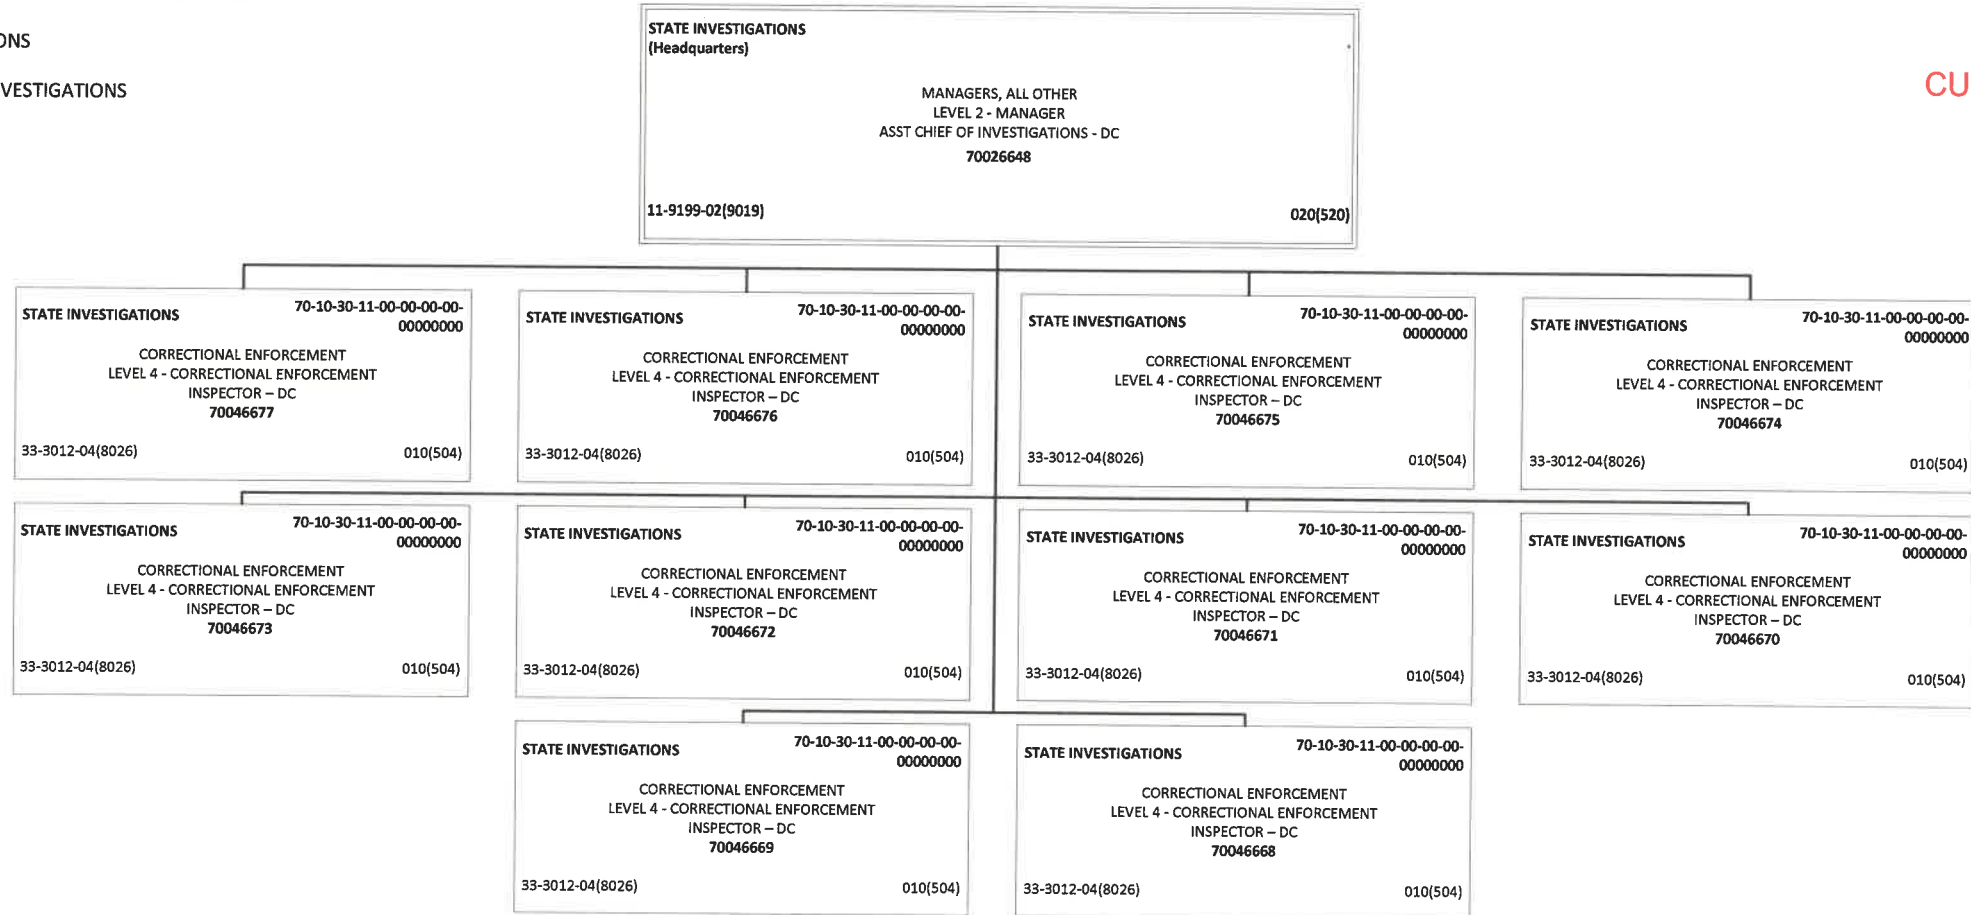 ONS
VESTIGATIONS
CU
STATE INVESTIGATIONS
(Headquarters)
MANAGERS, ALL OTHER
LEVEL 2 - MANAGER
ASST CHIEF OF INVESTIGATIONS - DC
70026648
11-9199-02(9019)
020(520)
STATE INVESTIGATIONS
70-10-30-11-00-00-00-00-
00000000
CORRECTIONAL ENFORCEMENT
LEVEL 4 - CORRECTIONAL ENFORCEMENT
INSPECTOR – DC
70046677
33-3012-04(8026)
010(504)
STATE INVESTIGATIONS
70-10-30-11-00-00-00-00-
00000000
CORRECTIONAL ENFORCEMENT
LEVEL 4 - CORRECTIONAL ENFORCEMENT
INSPECTOR – DC
70046676
33-3012-04(8026)
010(504)
STATE INVESTIGATIONS
70-10-30-11-00-00-00-00-
00000000
CORRECTIONAL ENFORCEMENT
LEVEL 4 - CORRECTIONAL ENFORCEMENT
INSPECTOR – DC
70046675
33-3012-04(8026)
010(504)
STATE INVESTIGATIONS
70-10-30-11-00-00-00-00-
00000000
CORRECTIONAL ENFORCEMENT
LEVEL 4 - CORRECTIONAL ENFORCEMENT
INSPECTOR – DC
70046674
33-3012-04(8026)
010(504)
STATE INVESTIGATIONS
70-10-30-11-00-00-00-00-
00000000
CORRECTIONAL ENFORCEMENT
LEVEL 4 - CORRECTIONAL ENFORCEMENT
INSPECTOR – DC
70046673
33-3012-04(8026)
010(504)
STATE INVESTIGATIONS
70-10-30-11-00-00-00-00-
00000000
CORRECTIONAL ENFORCEMENT
LEVEL 4 - CORRECTIONAL ENFORCEMENT
INSPECTOR – DC
70046672
33-3012-04(8026)
010(504)
STATE INVESTIGATIONS
70-10-30-11-00-00-00-00-
00000000
CORRECTIONAL ENFORCEMENT
LEVEL 4 - CORRECTIONAL ENFORCEMENT
INSPECTOR – DC
70046671
33-3012-04(8026)
010(504)
STATE INVESTIGATIONS
70-10-30-11-00-00-00-00-
00000000
CORRECTIONAL ENFORCEMENT
LEVEL 4 - CORRECTIONAL ENFORCEMENT
INSPECTOR – DC
70046670
33-3012-04(8026)
010(504)
STATE INVESTIGATIONS
70-10-30-11-00-00-00-00-
00000000
CORRECTIONAL ENFORCEMENT
LEVEL 4 - CORRECTIONAL ENFORCEMENT
INSPECTOR – DC
70046669
33-3012-04(8026)
010(504)
STATE INVESTIGATIONS
70-10-30-11-00-00-00-00-
00000000
CORRECTIONAL ENFORCEMENT
LEVEL 4 - CORRECTIONAL ENFORCEMENT
INSPECTOR – DC
70046668
33-3012-04(8026)
010(504)